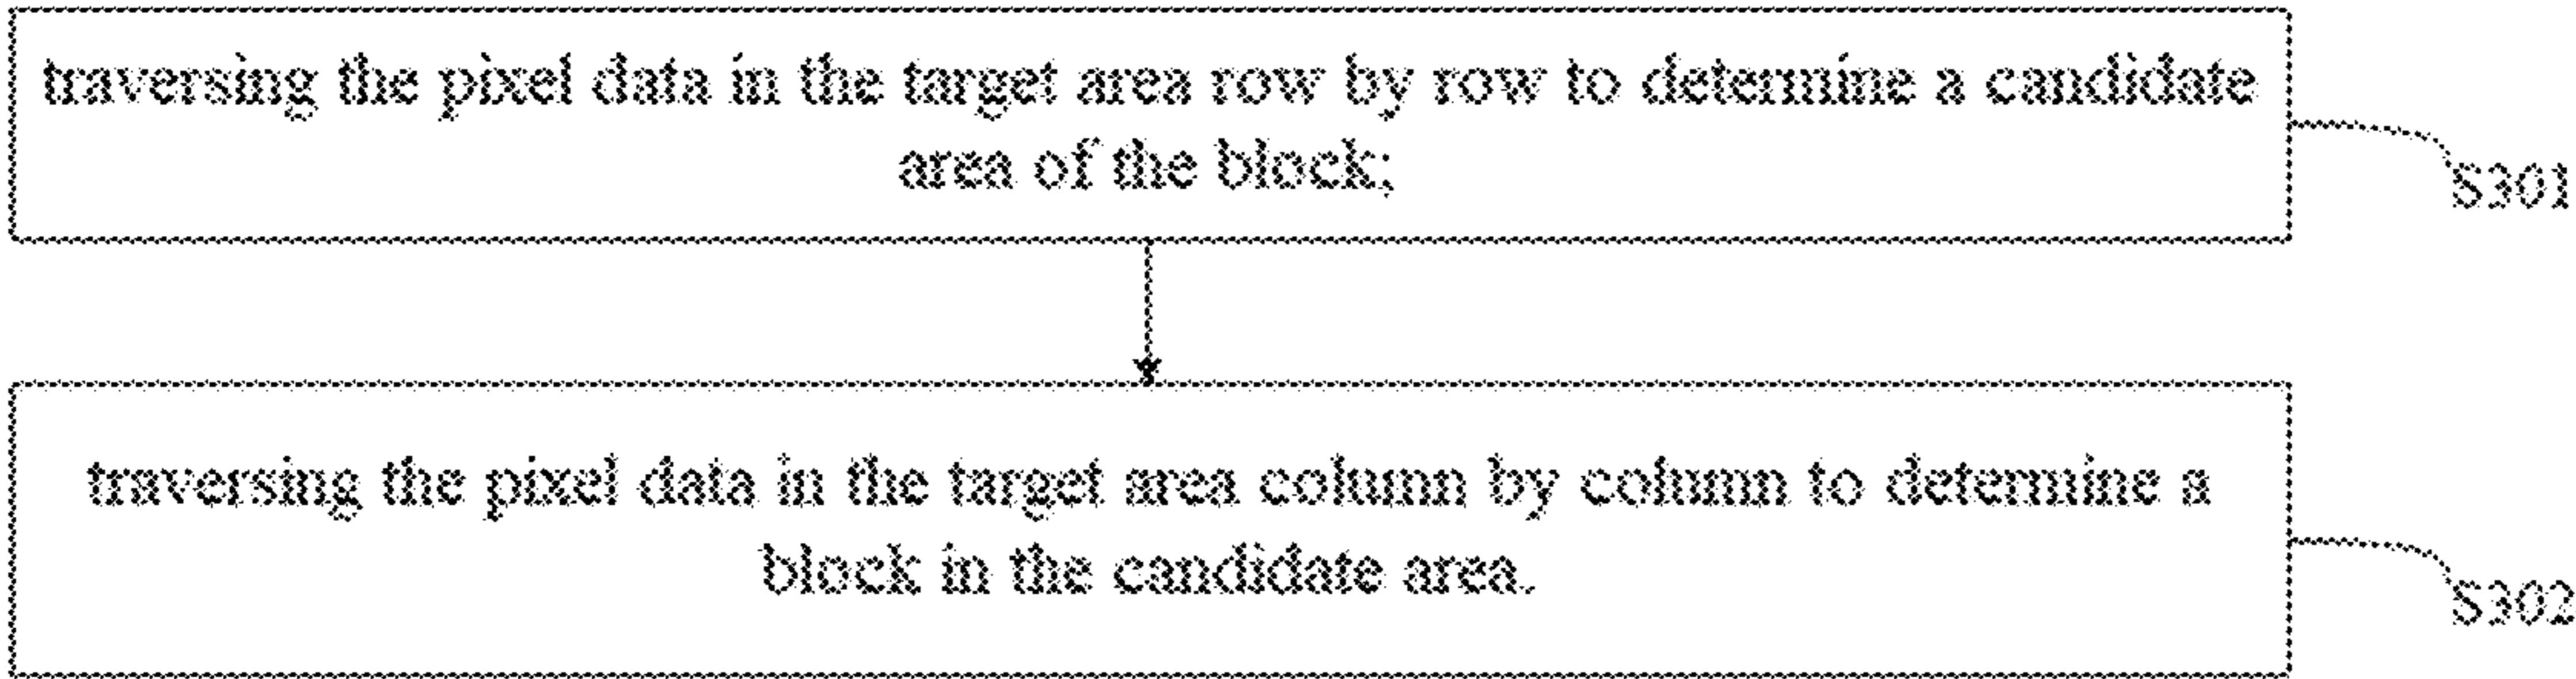 traversing the pixel data in the target area row by row to determine a candidate
area of the block;
S301
traversing the pixel data in the target area column by column to determine a
block in the candidate area.
S302